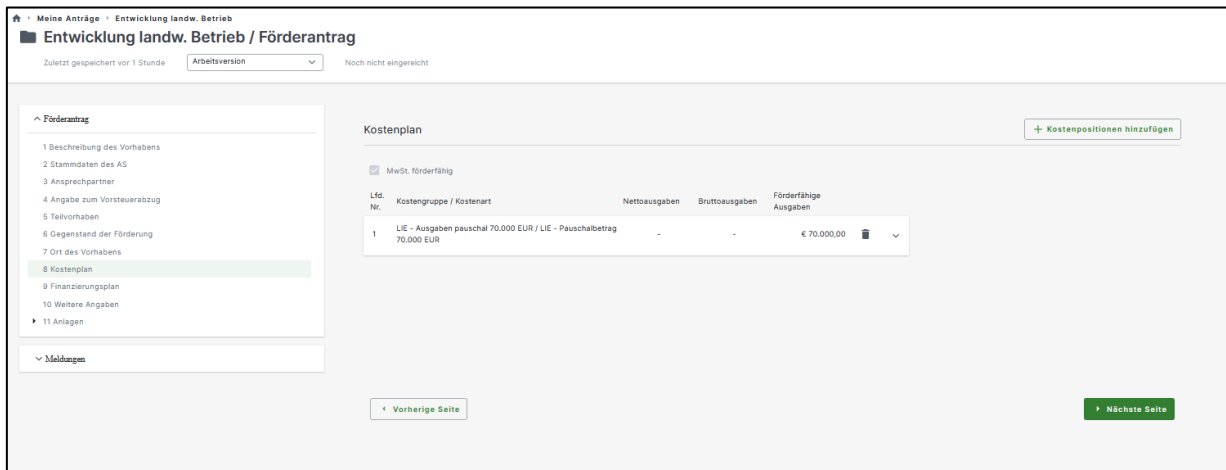 Meine Anträge Entwicklung landw. Betrieb
Entwicklung landw. Betrieb / Förderantrag
Zuletzt gespeichert vor 1 Stunde Arbeitsversion Noch nicht eingereicht
Förderantrag
1 Beschreibung des Vorhabens
2 Stammdaten des AS
3 Ansprechpartner
4 Angabe zum Vorsteuerabzug
5 Teilvorhaben
6 Gegenstand der Förderung
7 Ort des Vorhabens
8 Kostenplan
9 Finanzierungsplan
10 Weitere Angaben
11 Anlagen
Meldungen
Kostenplan + Kostenpositionen hinzufügen
MwSt. förderfähig
Lfd. Nr. Kostengruppe / Kostenart Nettoausgaben Bruttoausgaben Förderfähige Ausgaben
1 LIE - Ausgaben pauschal 70.000 EUR / LIE - Pauschalbetrag - - € 70.000,00
70.000 EUR
Vorherige Seite Nächste Seite